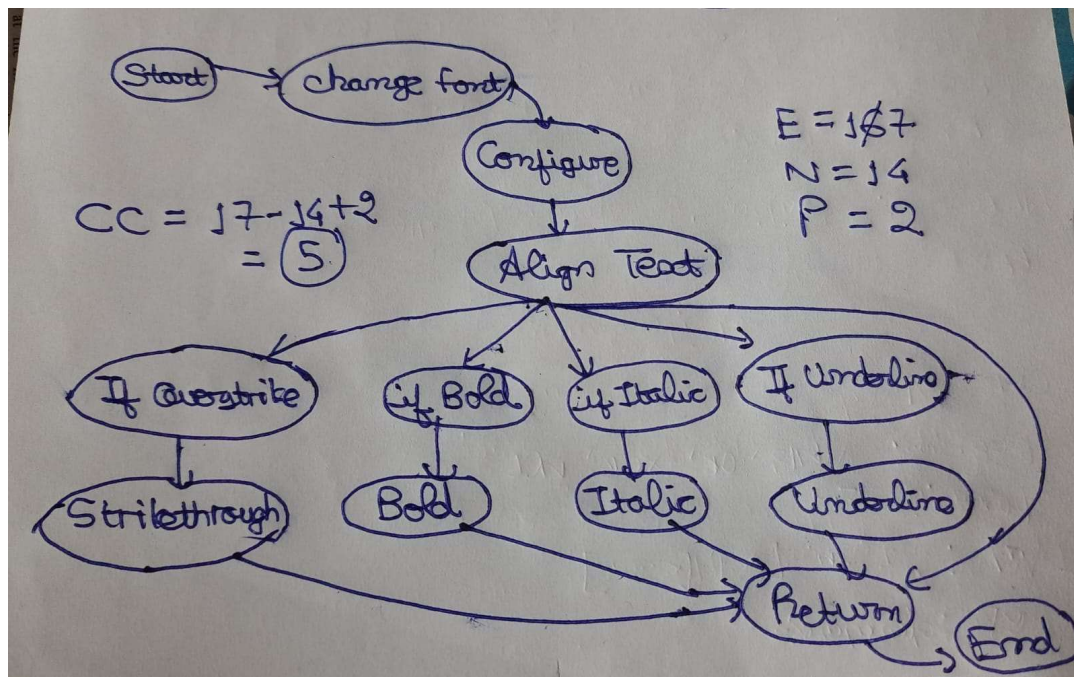 Start
change font
Configure
E = 167
N = 14
P = 2
CC = 17-14+2
= 5
Align Text
If Overstrike
if Bold
if Italic
If Underline
Strikethrough
Bold
Italic
Underline
Return
End